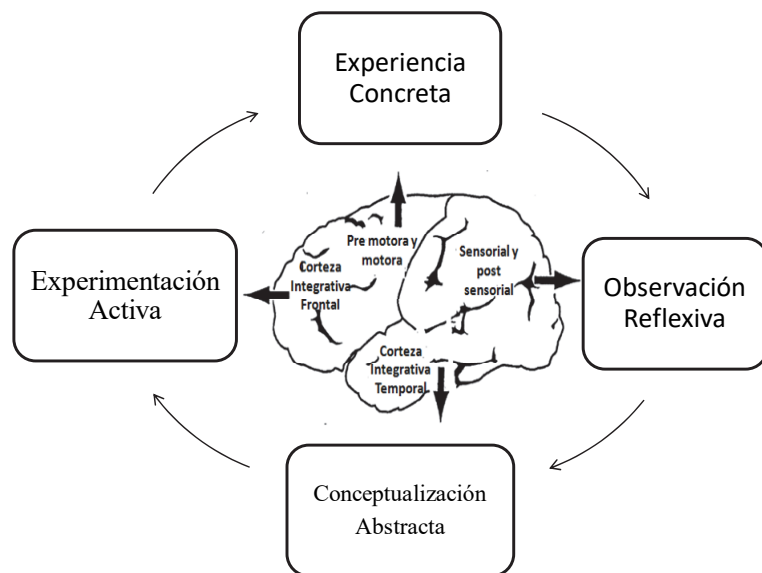 Experiencia
Concreta
Pre motora y
motora
Sensorial y
post
sensorial
Corteza
Integrativa
Frontal
Experimentación
Activa
Observación
Reflexiva
Corteza
Integrativa
Temporal
Conceptualización
Abstracta